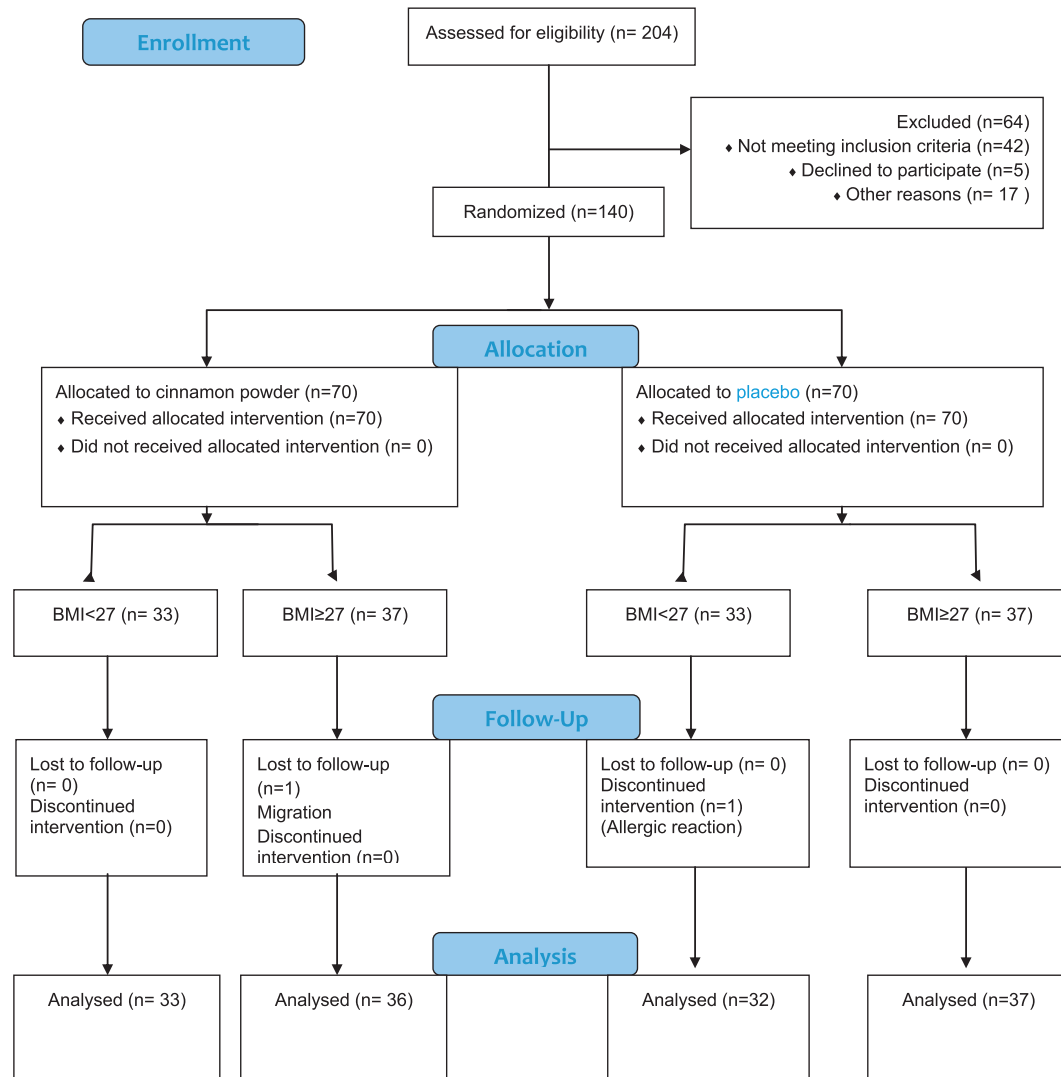 Enrollment
Assessed for eligibility (n= 204)
Excluded (n=64)
♦ Not meeting inclusion criteria (n=42)
♦ Declined to participate (n=5)
♦ Other reasons (n= 17 )
Randomized (n=140)
Allocation
Allocated to cinnamon powder (n=70)
♦ Received allocated intervention (n=70)
♦ Did not received allocated intervention (n= 0)
Allocated to placebo (n=70)
♦ Received allocated intervention (n= 70)
♦ Did not received allocated intervention (n= 0)
BMI<27 (n= 33)
BMI≥27 (n= 37)
BMI<27 (n= 33)
BMI≥27 (n= 37)
Follow-Up
Lost to follow-up
(n= 0)
Discontinued
intervention (n=0)
Lost to follow-up
(n=1)
Migration
Discontinued
intervention (n=0)
Lost to follow-up (n= 0)
Discontinued
intervention (n=1)
(Allergic reaction)
Lost to follow-up (n= 0)
Discontinued
intervention (n=0)
Analysis
Analysed (n= 33)
Analysed (n= 36)
Analysed (n=32)
Analysed (n=37)